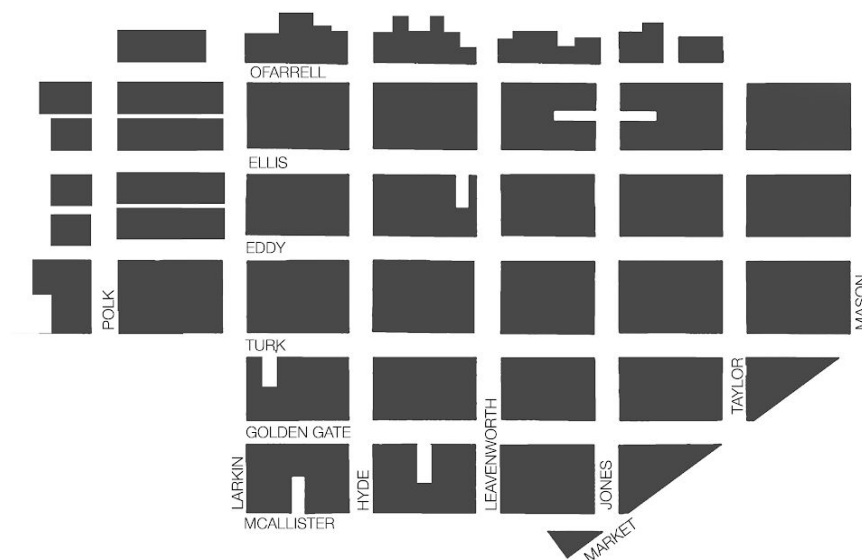 OFARRELL
ELLIS
EDDY
POLK
MASON
TURK
TAYLOR
GOLDEN GATE
LARKIN
HYDE
LEAVENWORTH
JONES
MCALLISTER
MARKET